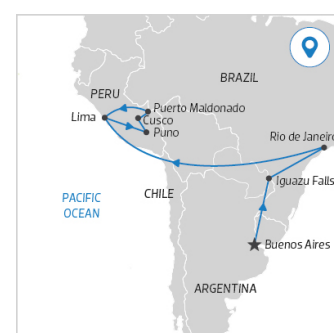 BRAZIL
PERU
Puerto Maldonado
Lima
Cusco
Puno
Rio de Janeiro
Iguazu Falls
CHILE
PACIFIC
OCEAN
Buenos Aires
ARGENTINA